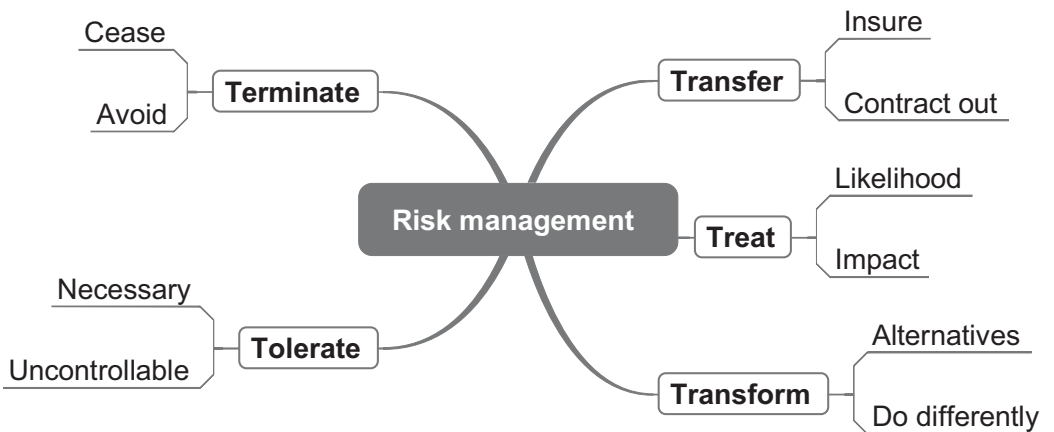 Cease
Terminate
Avoid
Insure
Transfer
Contract out
Risk management
Likelihood
Treat
Impact
Necessary
Tolerate
Uncontrollable
Alternatives
Transform
Do differently